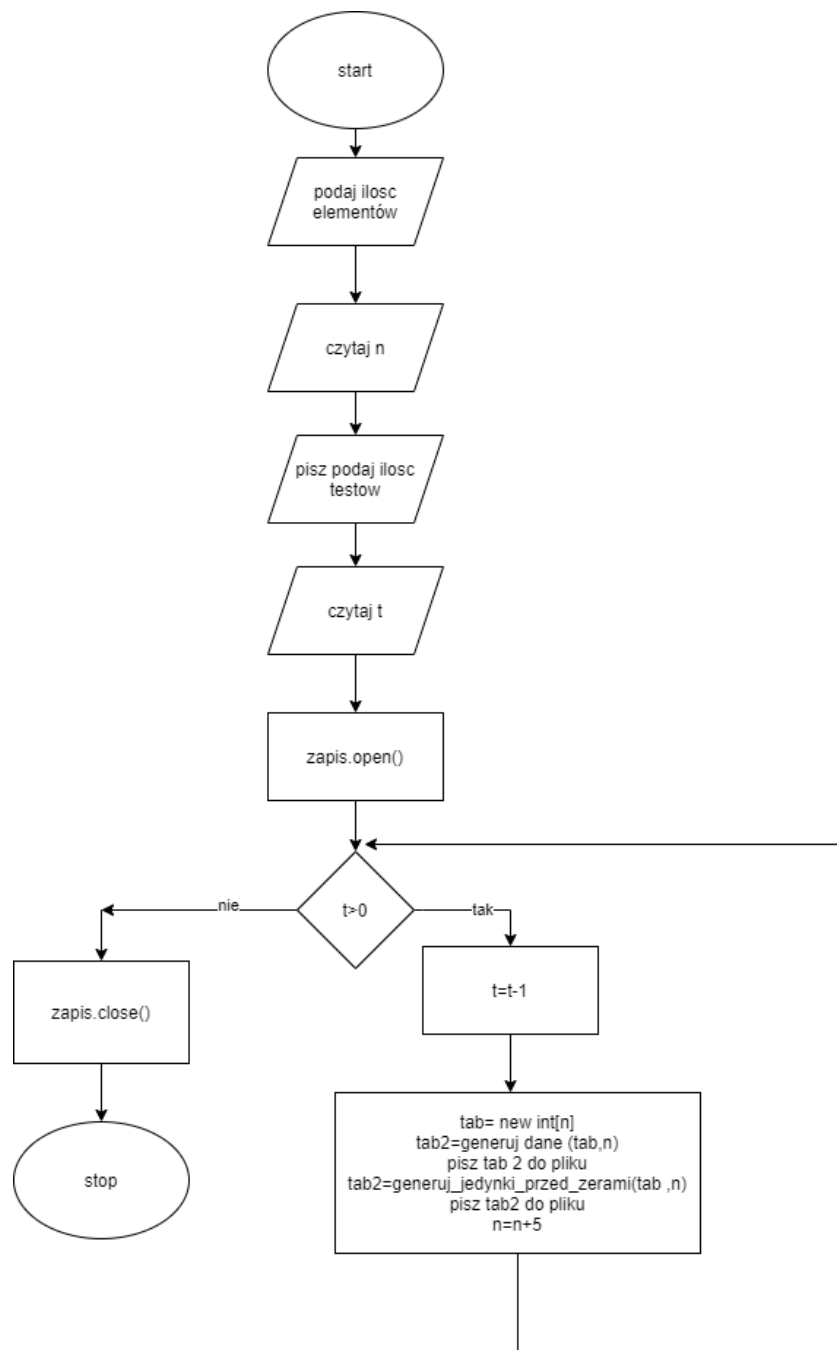 start
podaj ilosc
elementów
czytaj n
pisz podaj ilosc
testow
czytaj t
zapis.open()
t>0
nie
tak
zapis.close()
t=t-1
stop
tab= new int[n]
tab2=generuj dane (tab,n)
pisz tab 2 do pliku
tab2=generuj_jedynki_przed_zerami(tab ,n)
pisz tab2 do pliku
n=n+5